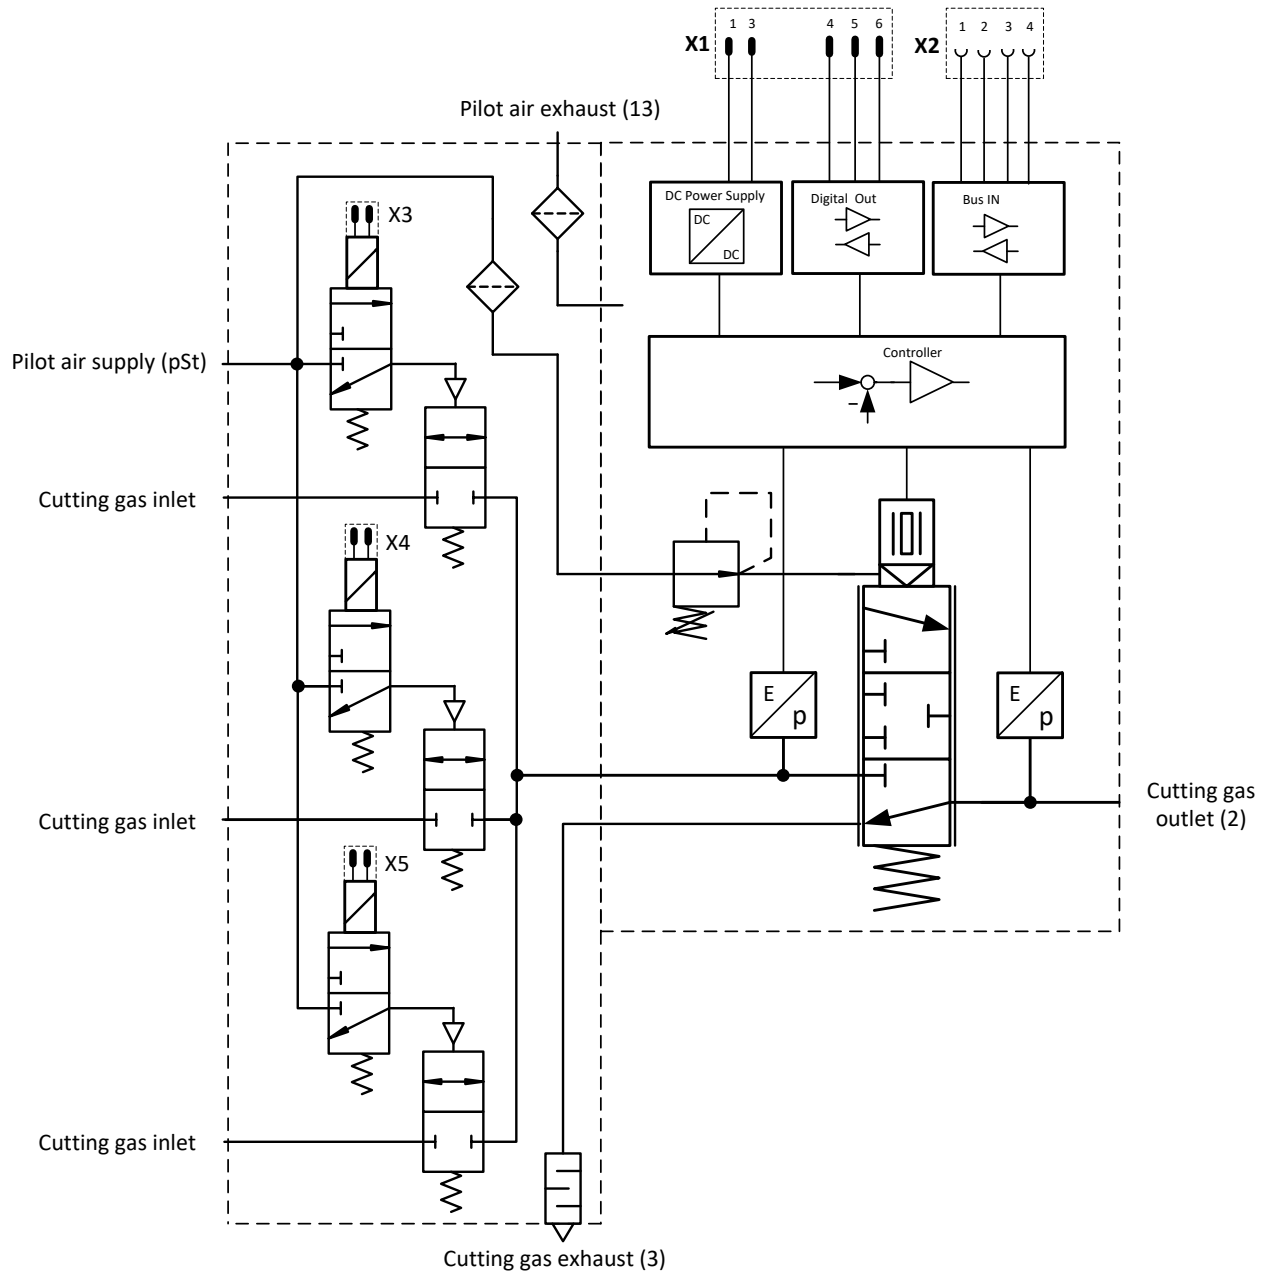 1 3 4 5 6
1 2 3 4
X1
X2
Pilot air exhaust (13)
DC Power Supply
DC
DC
Digital Out
Bus IN
X3
Pilot air supply (pSt)
Controller
–
Cutting gas inlet
X4
E
p
E
p
Cutting gas
outlet (2)
Cutting gas inlet
X5
Cutting gas inlet
Cutting gas exhaust (3)